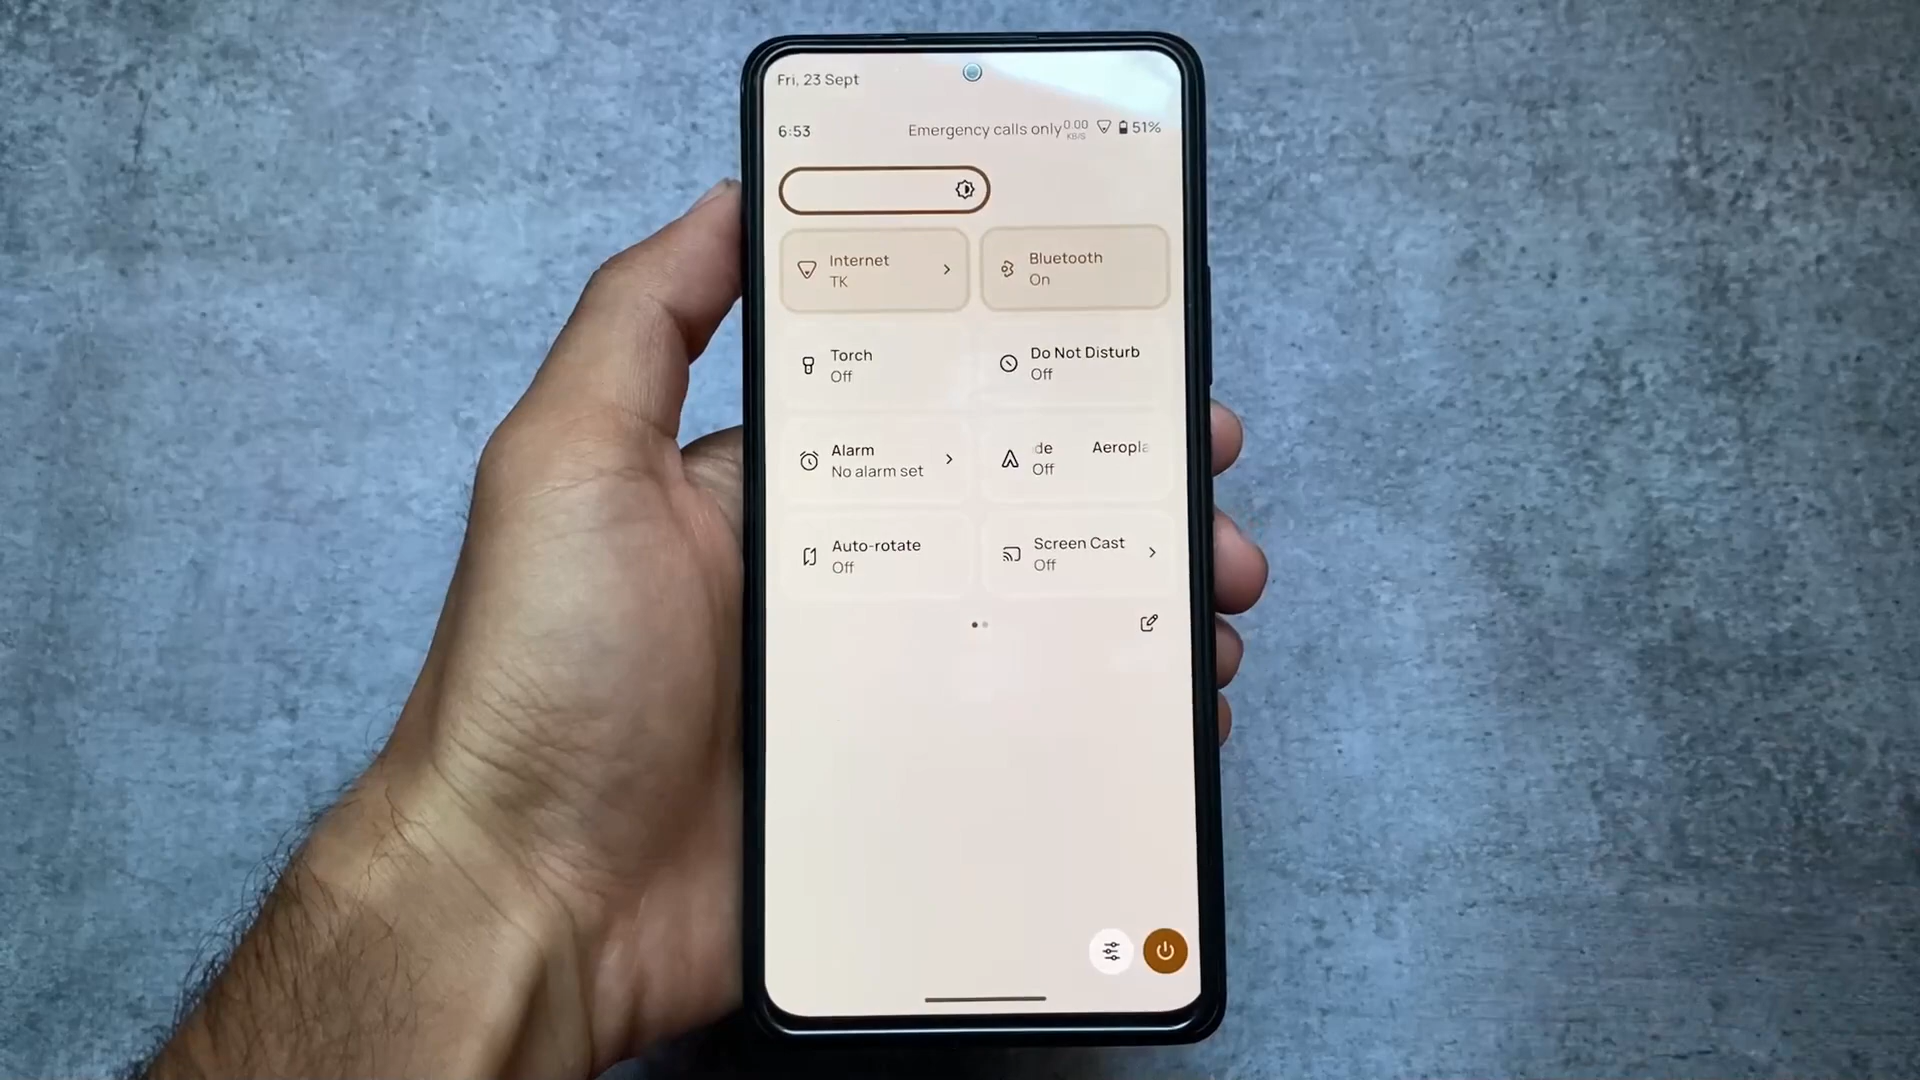 Fri, 23 Sept
6:53
Emergency calls only 0.00 KB/S 51%
Internet
TK
Bluetooth
On
Torch
Off
Do Not Disturb
Off
Alarm
No alarm set
de Aeropla
Off
Auto-rotate
Off
Screen Cast
Off